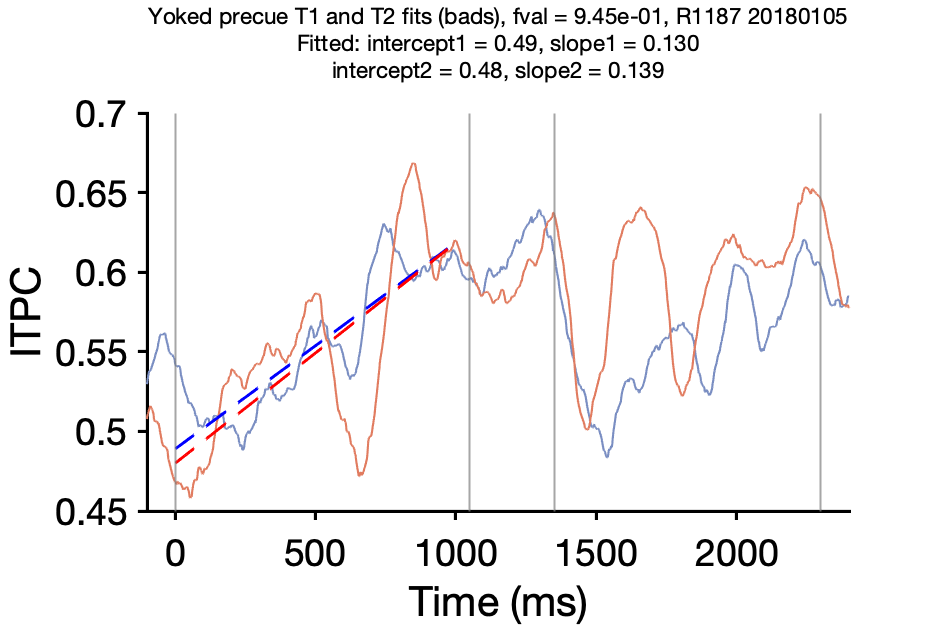 Yoked precue T1 and T2 fits (bads), fval = 9.45e-01, R1187 20180105
Fitted: intercept1 = 0.49, slope1 = 0.130
intercept2 = 0.48, slope2 = 0.139
0.7
0.65
0.6
0.55
0.5
0.45
ITPC
0 500 1000 1500 2000
Time (ms)